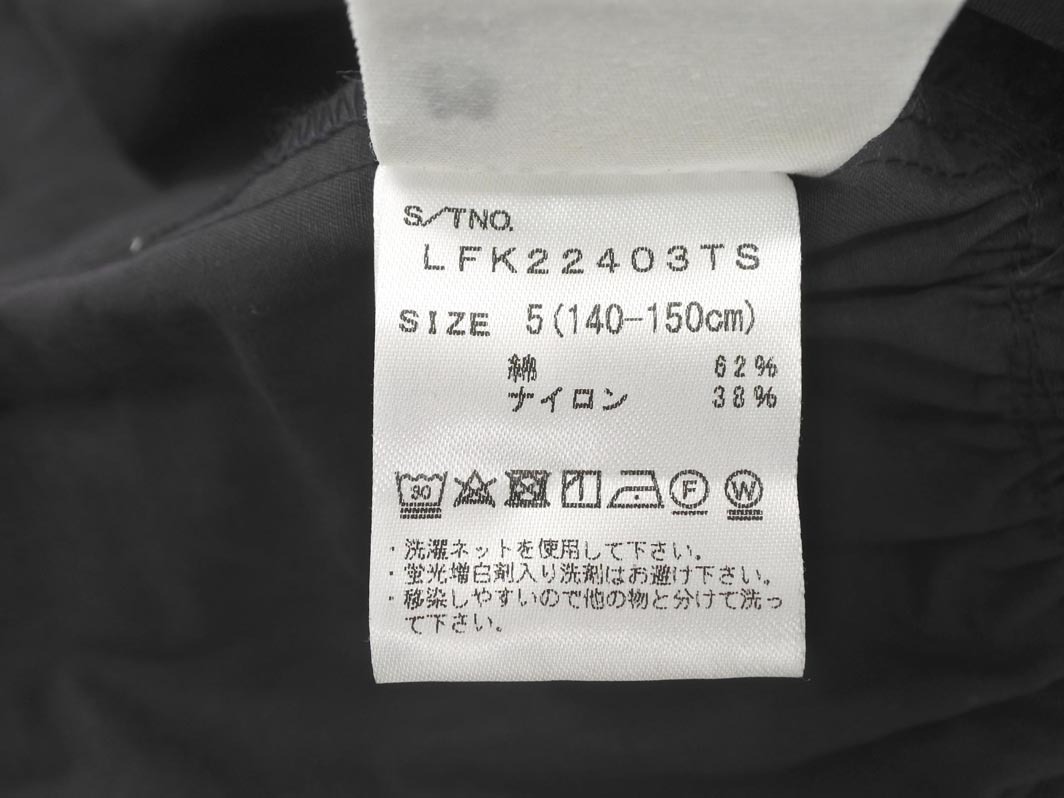 S/TNO.
LFK22403TS
SIZE 5(140-150cm)
綿 62%
ナイロン 38%
30 F W
・洗濯ネットを使用して下さい。
・蛍光増白剤入り洗剤はお避け下さい。
・移染しやすいので他の物と分けて洗っ
て下さい。